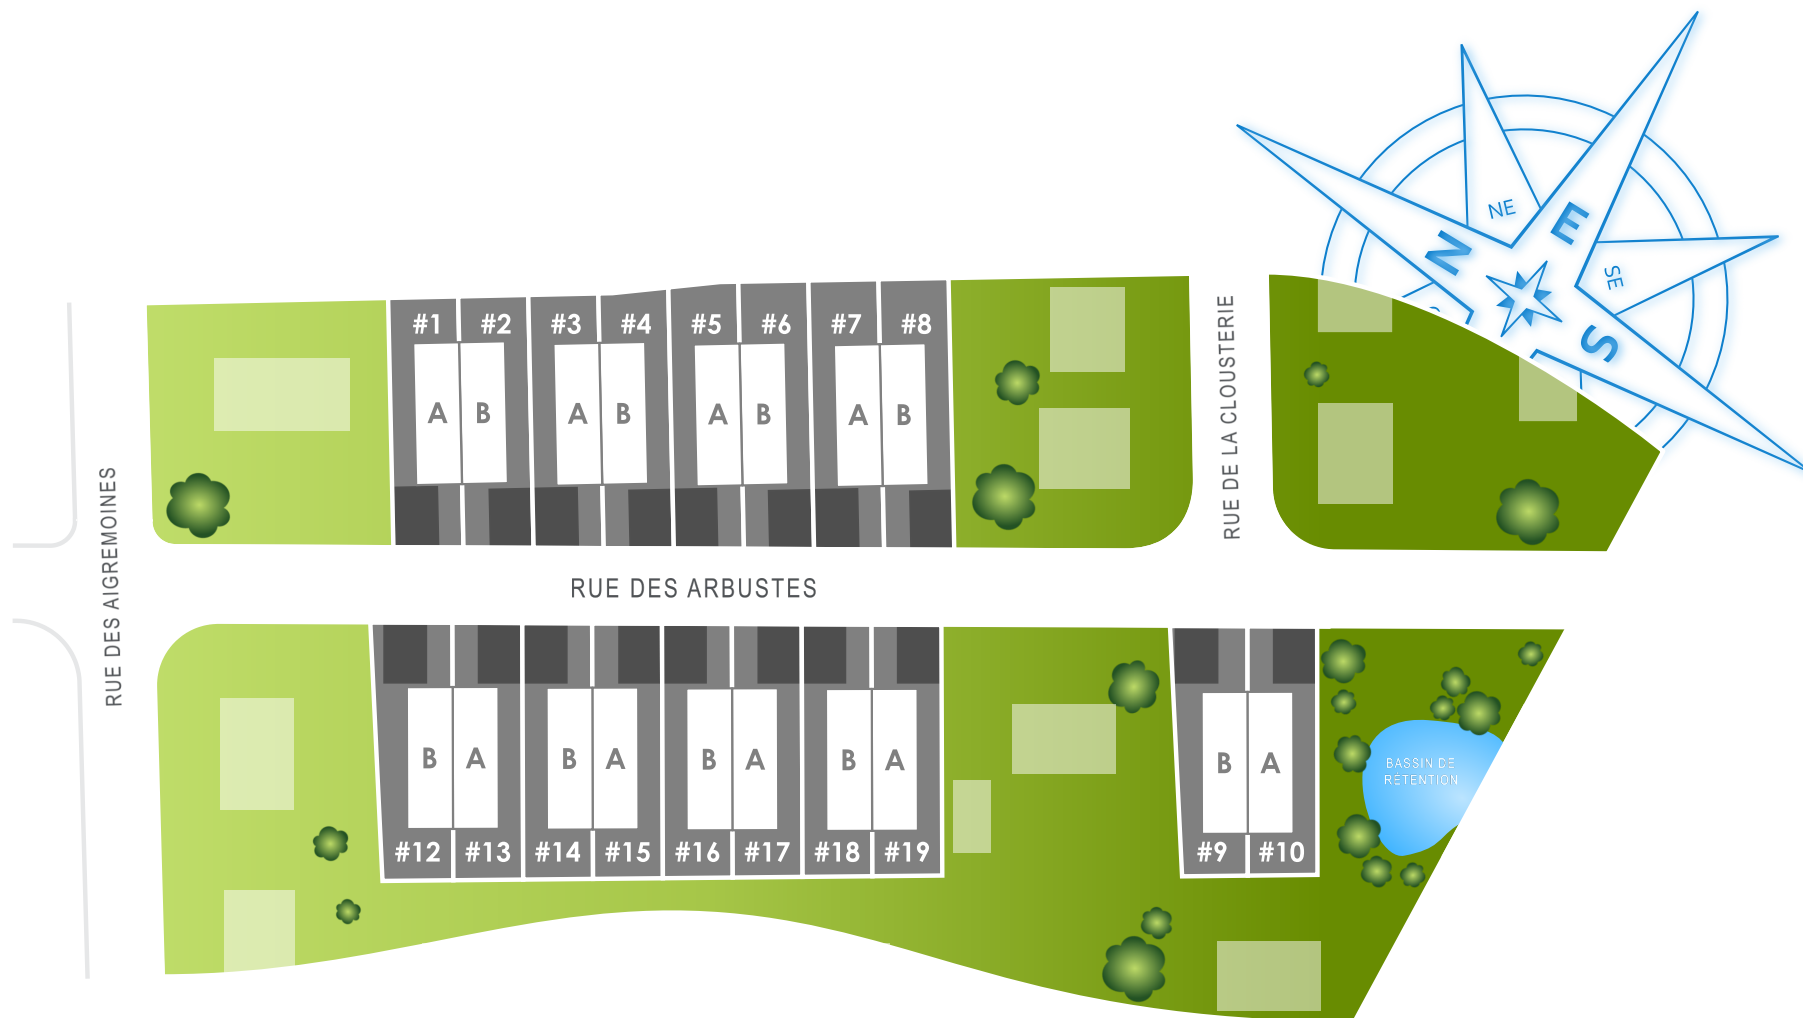 NE
E
N
SE
S
#1 #2 #3 #4 #5 #6 #7 #8
A B A B A B A B
RUE DE LA CLOUSTERIE
RUE DES AIGREMOINES
RUE DES ARBUSTES
B A B A B A B A B A
BASSIN DE
RÉTENTION
#12 #13 #14 #15 #16 #17 #18 #19 #9 #10